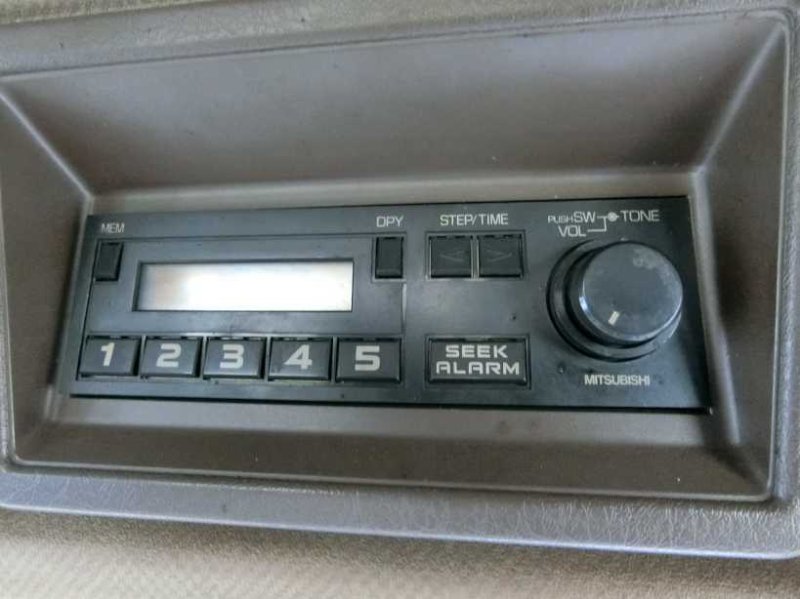 MEM
DPY
STEP/TIME
PUSH SW TONE
VOL
1 2 3 4 5
SEEK
ALARM
MITSUBISHI